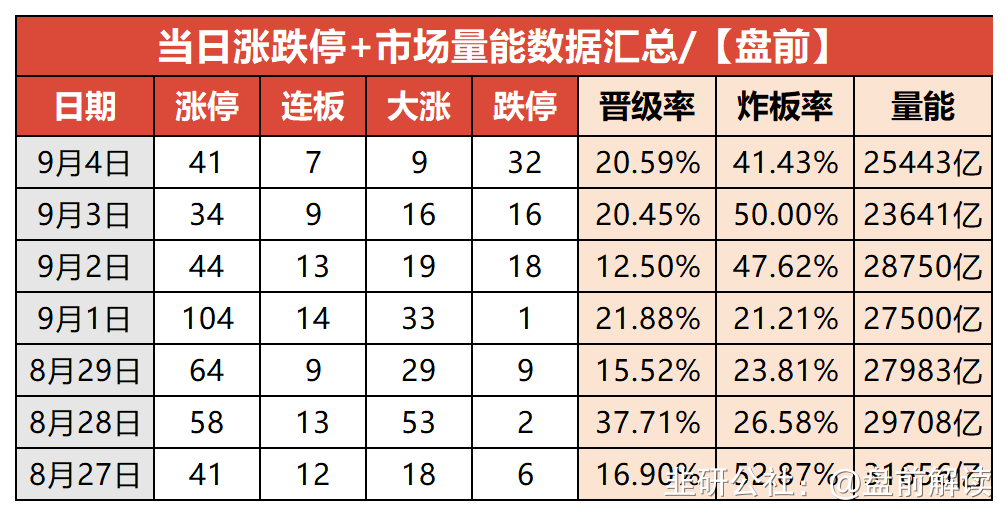 当日涨跌停+市场量能数据汇总/【盘前】
日期 涨停 连板 大涨 跌停 晋级率 炸板率 量能
9月4日 41 7 9 32 20.59% 41.43% 25443亿
9月3日 34 9 16 16 20.45% 50.00% 23641亿
9月2日 44 13 19 18 12.50% 47.62% 28750亿
9月1日 104 14 33 1 21.88% 21.21% 27500亿
8月29日 64 9 29 9 15.52% 23.81% 27983亿
8月28日 58 13 53 2 37.71% 26.58% 29708亿
8月27日 41 12 18 6 16.90% 52.87% 31656亿
韭研公社：@盘前解读